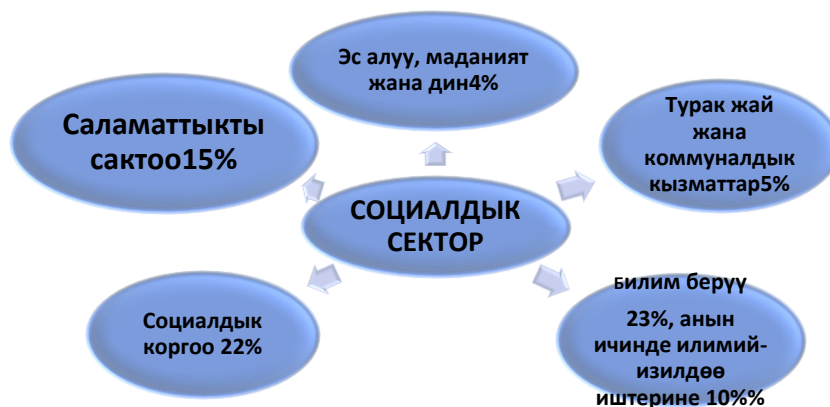 Эс алуу, маданият
жана дин4%
Саламаттыкты
сактоо15%
Турак жай
жана
коммуналдык
кызматтар5%
СОЦИАЛДЫК
СЕКТОР
Социалдык
коргоо 22%
Билим берүү
23%, анын
ичинде илимий-
изилдөө
иштерине 10%%